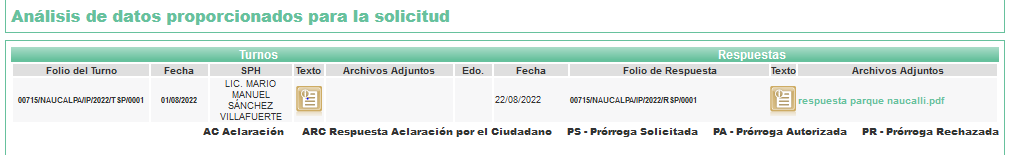 Análisis de datos proporcionados para la solicitud
Turnos Respuestas
Folio del Turno Fecha SPH Texto Archivos Adjuntos Edo. Fecha Folio de Respuesta Texto Archivos Adjuntos
00715/NAUCALPA/IP/2022/TSP/0001 01/08/2022 LIC. MARIO
MANUEL
SÁNCHEZ
VILLAFUERTE
22/08/2022 00715/NAUCALPA/IP/2022/RSP/0001 respuesta parque naucalli.pdf
AC Aclaración ARC Respuesta Aclaración por el Ciudadano PS - Prórroga Solicitada PA - Prórroga Autorizada PR - Prórroga Rechazada